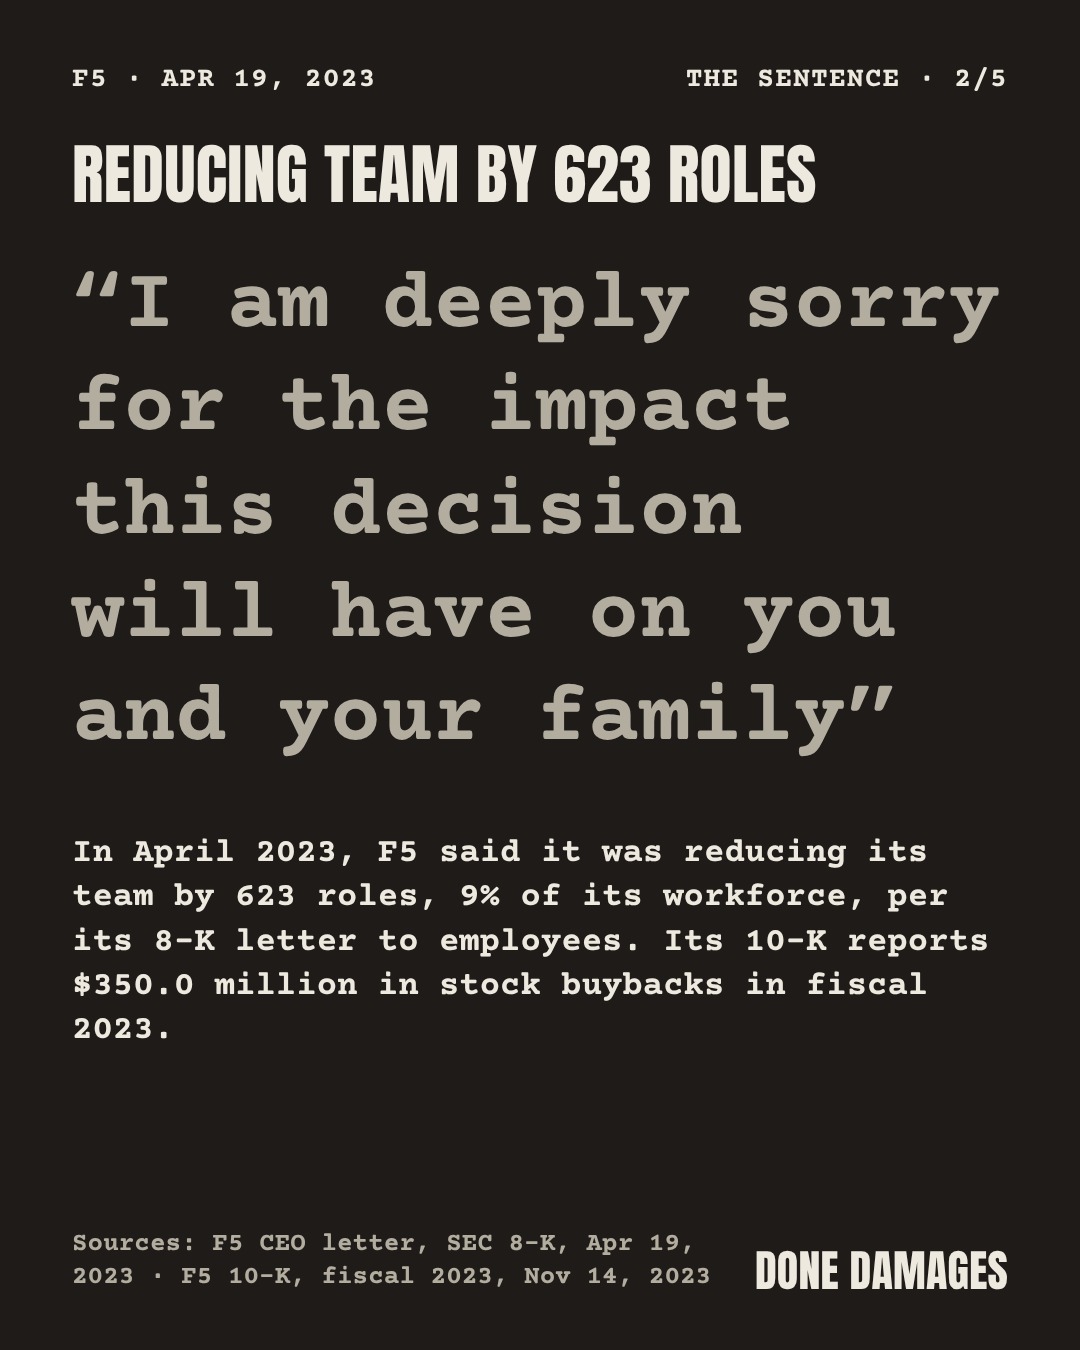 F5 · APR 19, 2023
THE SENTENCE · 2/5
REDUCING TEAM BY 623 ROLES
“I am deeply sorry
for the impact
this decision
will have on you
and your family”
In April 2023, F5 said it was reducing its
team by 623 roles, 9% of its workforce, per
its 8-K letter to employees. Its 10-K reports
$350.0 million in stock buybacks in fiscal
2023.
Sources: F5 CEO letter, SEC 8-K, Apr 19,
2023 · F5 10-K, fiscal 2023, Nov 14, 2023
DONE DAMAGES